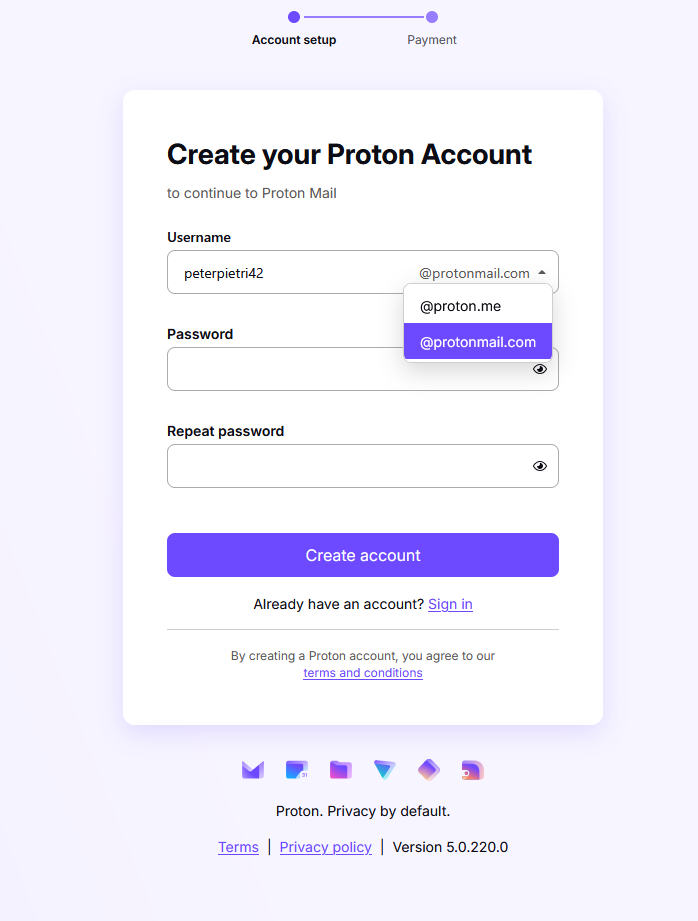 Account setup
Payment
Create your Proton Account
to continue to Proton Mail
Username
peterpietri42
@protonmail.com
@proton.me
@protonmail.com
Password
Repeat password
Create account
Already have an account? Sign in
By creating a Proton account, you agree to our
terms and conditions
31
Proton. Privacy by default.
Terms | Privacy policy | Version 5.0.220.0